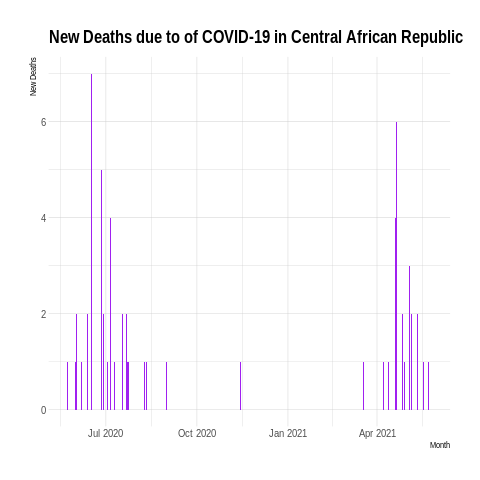 New Deaths due to of COVID-19 in Central African Republic
New Deaths
6
4
2
0
Jul 2020
Oct 2020
Jan 2021
Apr 2021
Month